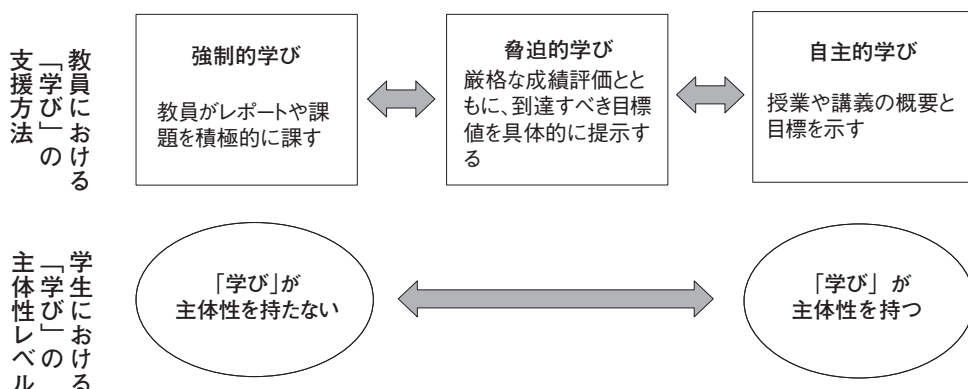 教員における
「学び」の
支援方法
強制的学び
教員がレポートや課
題を積極的に課す
脅迫的学び
厳格な成績評価とと
もに、到達すべき目標
値を具体的に提示す
る
自主的学び
授業や講義の概要と
目標を示す
学生における
「学び」の
主体性レベル
「学び」が
主体性を持たない
「学び」が
主体性を持つ